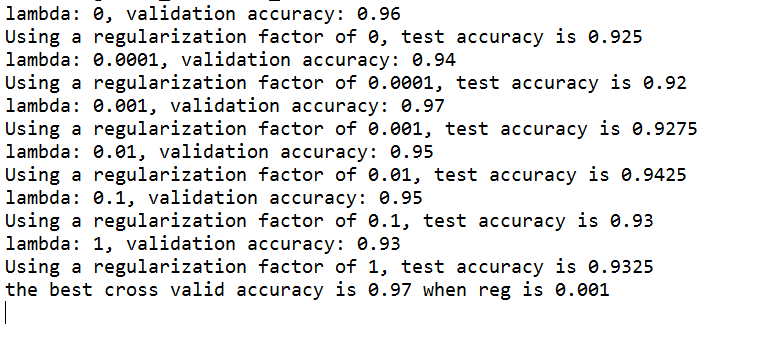 lambda: 0, validation accuracy: 0.96
Using a regularization factor of 0, test accuracy is 0.925
lambda: 0.0001, validation accuracy: 0.94
Using a regularization factor of 0.0001, test accuracy is 0.92
lambda: 0.001, validation accuracy: 0.97
Using a regularization factor of 0.001, test accuracy is 0.9275
lambda: 0.01, validation accuracy: 0.95
Using a regularization factor of 0.01, test accuracy is 0.9425
lambda: 0.1, validation accuracy: 0.95
Using a regularization factor of 0.1, test accuracy is 0.93
lambda: 1, validation accuracy: 0.93
Using a regularization factor of 1, test accuracy is 0.9325
the best cross valid accuracy is 0.97 when reg is 0.001